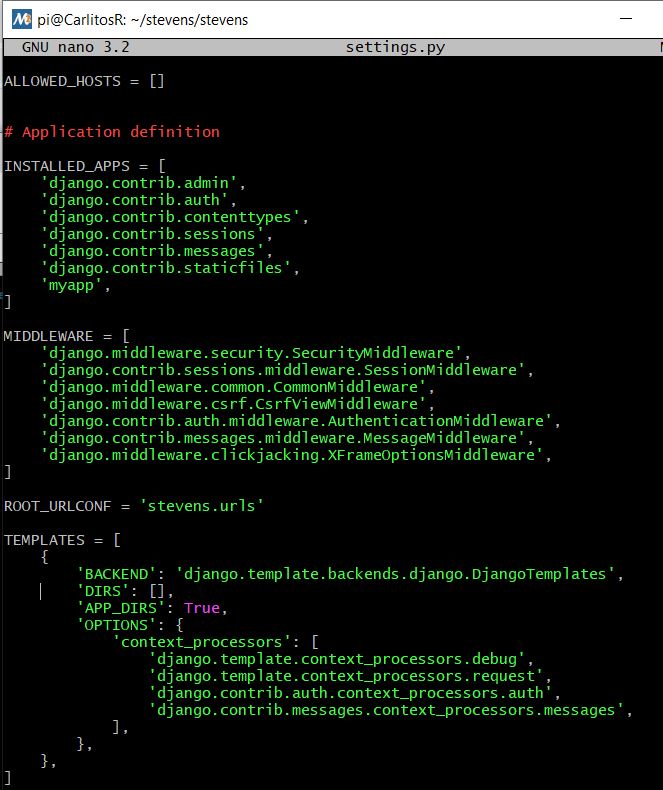 pi@CarlitosR: ~/stevens/stevens
GNU nano 3.2 settings.py
ALLOWED_HOSTS = []
# Application definition
INSTALLED_APPS = [
    'django.contrib.admin',
    'django.contrib.auth',
    'django.contrib.contenttypes',
    'django.contrib.sessions',
    'django.contrib.messages',
    'django.contrib.staticfiles',
    'myapp',
]
MIDDLEWARE = [
    'django.middleware.security.SecurityMiddleware',
    'django.contrib.sessions.middleware.SessionMiddleware',
    'django.middleware.common.CommonMiddleware',
    'django.middleware.csrf.CsrfViewMiddleware',
    'django.contrib.auth.middleware.AuthenticationMiddleware',
    'django.contrib.messages.middleware.MessageMiddleware',
    'django.middleware.clickjacking.XFrameOptionsMiddleware',
]
ROOT_URLCONF = 'stevens.urls'
TEMPLATES = [
    {
        'BACKEND': 'django.template.backends.django.DjangoTemplates',
        'DIRS': [],
        'APP_DIRS': True,
        'OPTIONS': {
            'context_processors': [
                'django.template.context_processors.debug',
                'django.template.context_processors.request',
                'django.contrib.auth.context_processors.auth',
                'django.contrib.messages.context_processors.messages',
            ],
        },
    },
]